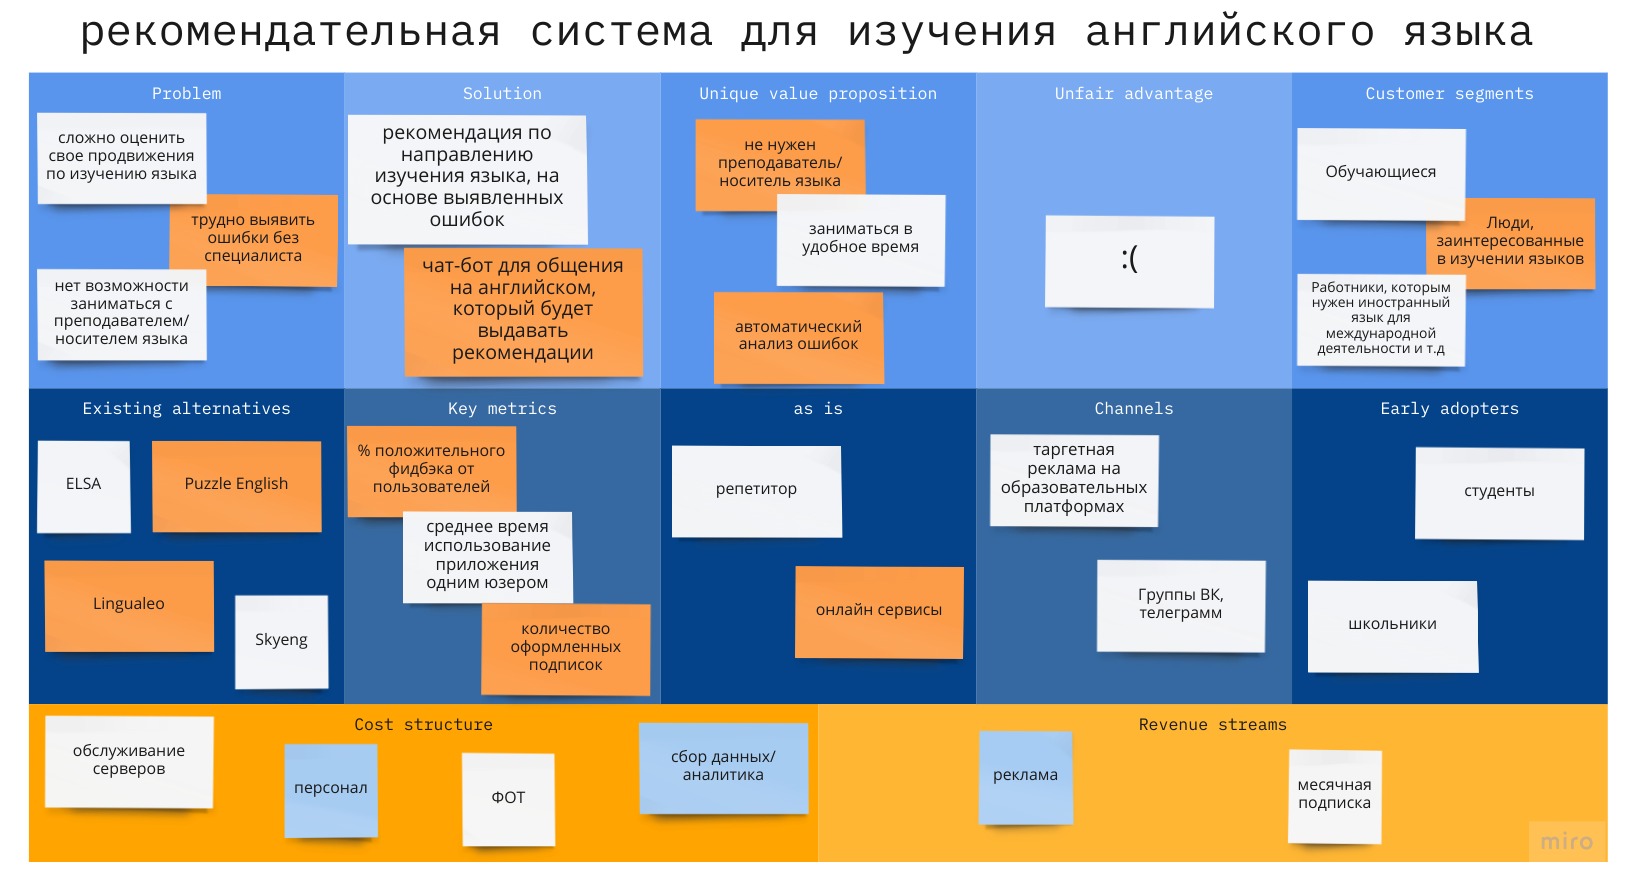 рекомендательная система для изучения английского языка
Problem
сложно оценить
свое продвижения
по изучению языка
трудно выявить
ошибки без
специалиста
нет возможности
заниматься с
преподавателем/
носителем языка
Solution
рекомендация по
направлению
изучения языка, на
основе выявленных
ошибок
чат-бот для общения
на английском,
который будет
выдавать
рекомендации
Unique value proposition
не нужен
преподаватель/
носитель языка
заниматься в
удобное время
автоматический
анализ ошибок
Unfair advantage
:(
Customer segments
Обучающиеся
Люди,
заинтересованные
в изучении языков
Работники, которым
нужен иностранный
язык для
международной
деятельности и т.д
Existing alternatives
ELSA
Puzzle English
Lingualeo
Skyeng
Key metrics
% положительного
фидбэка от
пользователей
среднее время
использование
приложения
одним юзером
количество
оформленных
подписок
as is
репетитор
онлайн сервисы
Channels
таргетная
реклама на
образовательных
платформах
Группы ВК,
телеграмм
Early adopters
студенты
школьники
Cost structure
обслуживание
серверов
персонал
ФОТ
сбор данных/
аналитика
Revenue streams
реклама
месячная
подписка
miro